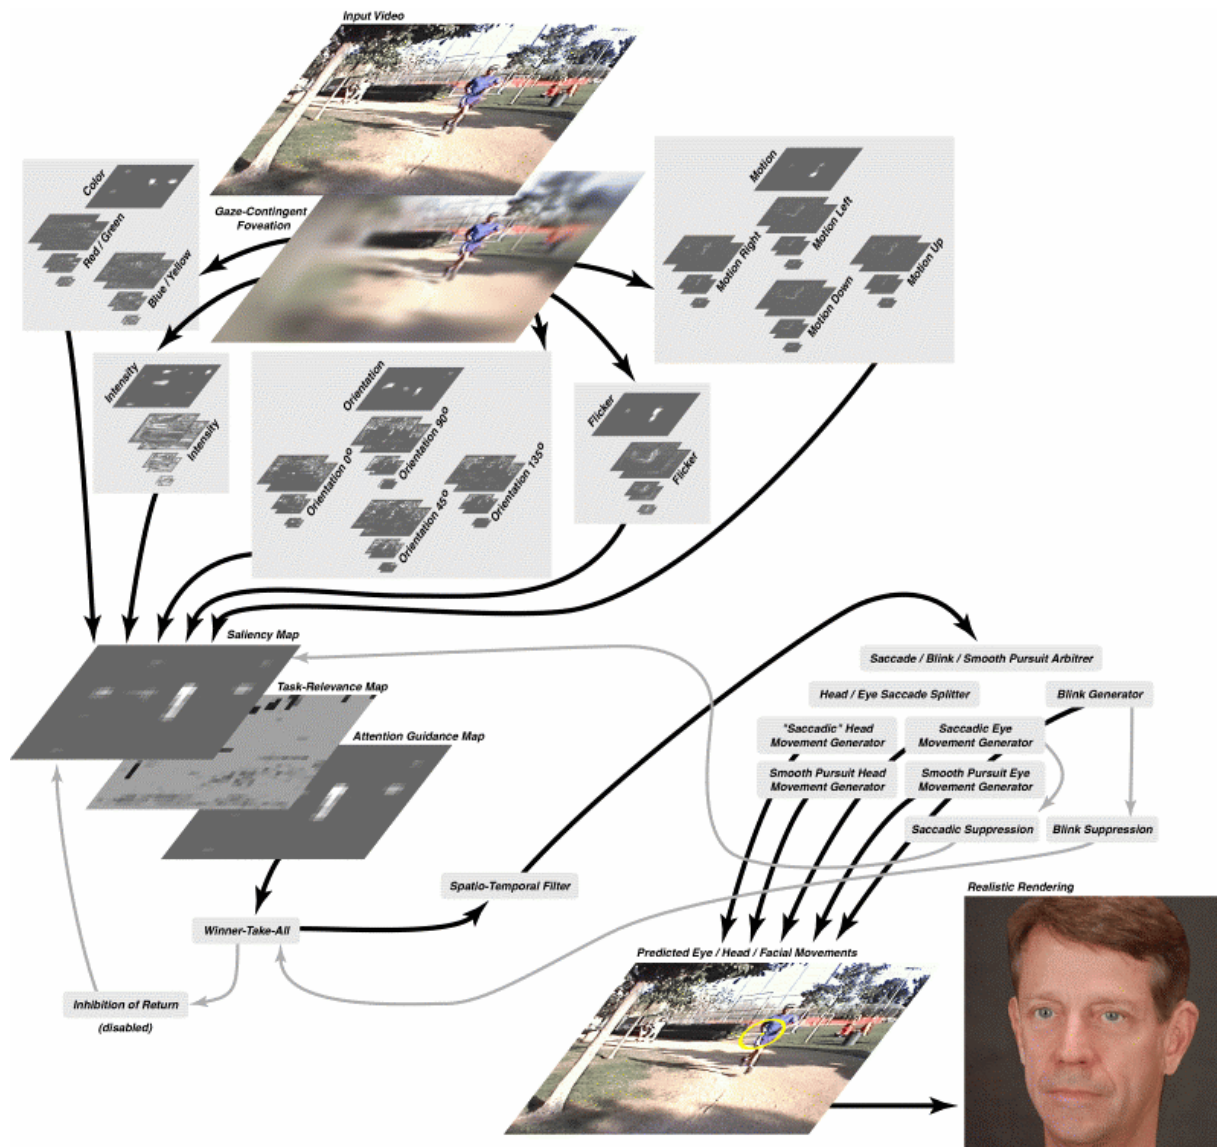 Input Video
Gaze-Contingent
Foveation
Color
Red / Green
Blue / Yellow
Motion
Motion Left
Motion Right
Motion Up
Motion Down
Intensity
Intensity
Orientation
Orientation 90°
Orientation 0°
Orientation 135°
Orientation 45°
Flicker
Flicker
Saliency Map
Task-Relevance Map
Attention Guidance Map
Saccade / Blink / Smooth Pursuit Arbitrer
Head / Eye Saccade Splitter
Blink Generator
"Saccadic" Head
Movement Generator
Saccadic Eye
Movement Generator
Smooth Pursuit Head
Movement Generator
Smooth Pursuit Eye
Movement Generator
Saccadic Suppression
Blink Suppression
Spatio-Temporal Filter
Winner-Take-All
Inhibition of Return
(disabled)
Predicted Eye / Head / Facial Movements
Realistic Rendering